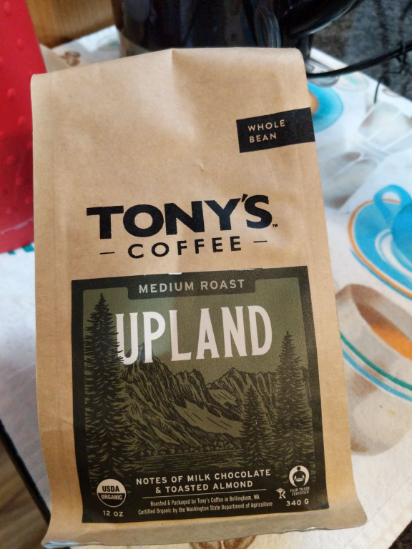 WHOLE
BEAN
TONY'S™
COFFEE
MEDIUM ROAST
UPLAND
NOTES OF MILK CHOCOLATE
& TOASTED ALMOND
USDA
ORGANIC
Roasted & Packaged by Tony's Coffee in Bellingham, WA
Certified Organic by the Washington State Department of Agriculture
12 OZ
340 G